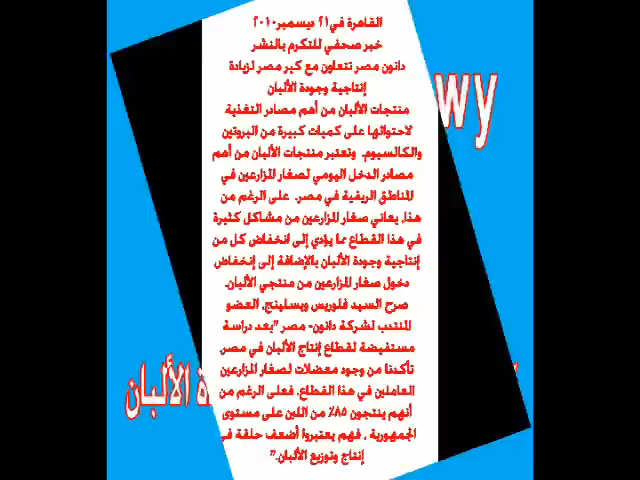 القاهرة في٢١ ديسمبر٢٠١٠
خبر صحفي للتكرم بالنشر
دانون مصر تتعاون مع كير مصر لزيادة
إنتاجية وجودة الألبان
منتجات الألبان من أهم مصادر التغذية
لاحتوائها على كميات كبيرة من البروتين
والكالسيوم. وتعتبر منتجات الألبان من أهم
مصادر الدخل اليومي لصغار المزارعين في
المناطق الريفية في مصر. على الرغم من
هذا، يعاني صغار المزارعين من مشاكل كثيرة
في هذا القطاع مما يؤدي إلى انخفاض كل من
إنتاجية وجودة الألبان بالإضافة إلى إنخفاض
دخول صغار المزارعين من منتجي الألبان.
صرح السيد فلوريس ويسلينج، العضو
المنتدب لشركة دانون- مصر "بعد دراسة
مستفيضة لقطاع إنتاج الألبان في مصر،
تأكدنا من وجود معضلات لصغار المزارعين
العاملين في هذا القطاع. فعلى الرغم من
أنهم ينتجون ٨٥٪ من اللبن على مستوى
الجمهورية ، فهم يعتبروا أضعف حلقة في
إنتاج وتوزيع الألبان."
wy
ة الألبان